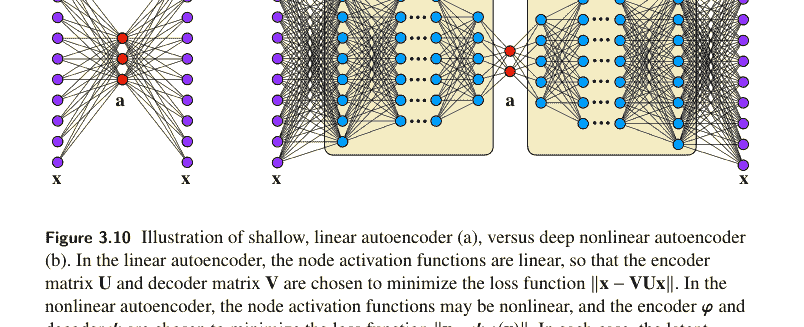 a
a
x
x
x
x
Figure 3.10 Illustration of shallow, linear autoencoder (a), versus deep nonlinear autoencoder
(b). In the linear autoencoder, the node activation functions are linear, so that the encoder
matrix U and decoder matrix V are chosen to minimize the loss function ‖x − VUx‖. In the
nonlinear autoencoder, the node activation functions may be nonlinear, and the encoder φ and